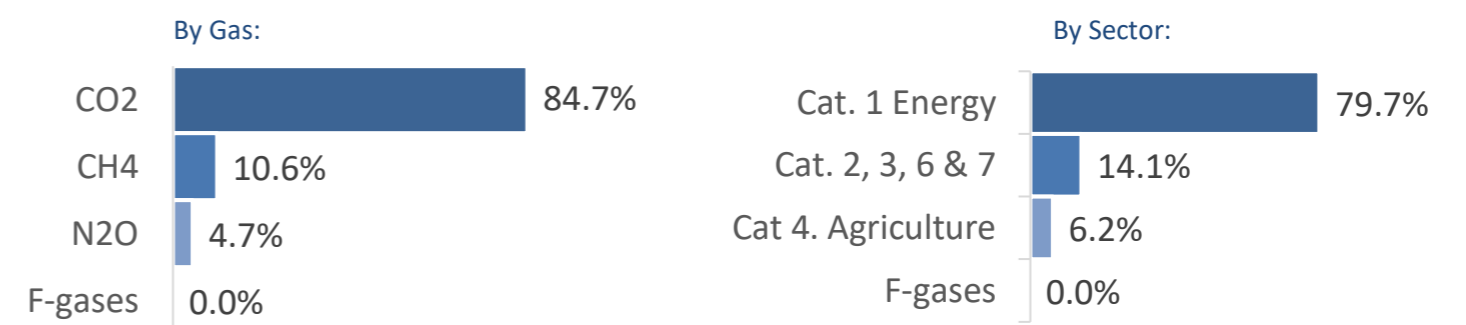 By Gas:
CO2 84.7%
CH4 10.6%
N2O 4.7%
F-gases 0.0%
By Sector:
Cat. 1 Energy 79.7%
Cat. 2, 3, 6 & 7 14.1%
Cat 4. Agriculture 6.2%
F-gases 0.0%